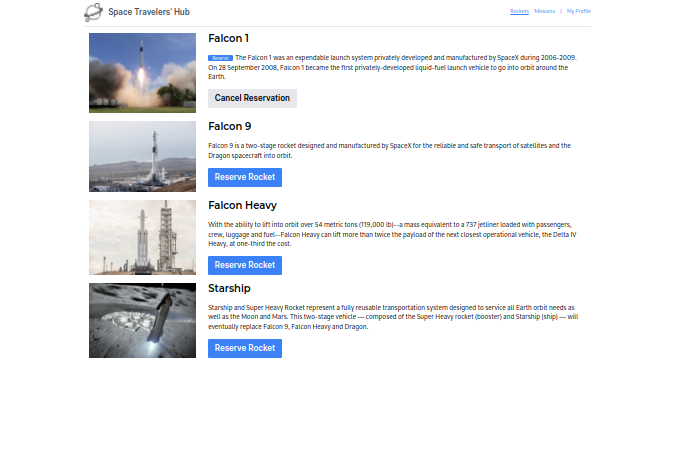 Space Travelers' Hub
Rockets Missions | My Profile
Falcon 1
Reserve The Falcon 1 was an expendable launch system privately developed and manufactured by SpaceX during 2006-2009.
On 28 September 2008, Falcon 1 became the first privately-developed liquid-fuel launch vehicle to go into orbit around the
Earth.
Cancel Reservation
Falcon 9
Falcon 9 is a two-stage rocket designed and manufactured by SpaceX for the reliable and safe transport of satellites and the
Dragon spacecraft into orbit.
Reserve Rocket
Falcon Heavy
With the ability to lift into orbit over 54 metric tons (119,000 lb)--a mass equivalent to a 737 jetliner loaded with passengers,
crew, luggage and fuel--Falcon Heavy can lift more than twice the payload of the next closest operational vehicle, the Delta IV
Heavy, at one-third the cost.
Reserve Rocket
Starship
Starship and Super Heavy Rocket represent a fully reusable transportation system designed to service all Earth orbit needs as
well as the Moon and Mars. This two-stage vehicle — composed of the Super Heavy rocket (booster) and Starship (ship) — will
eventually replace Falcon 9, Falcon Heavy and Dragon.
Reserve Rocket